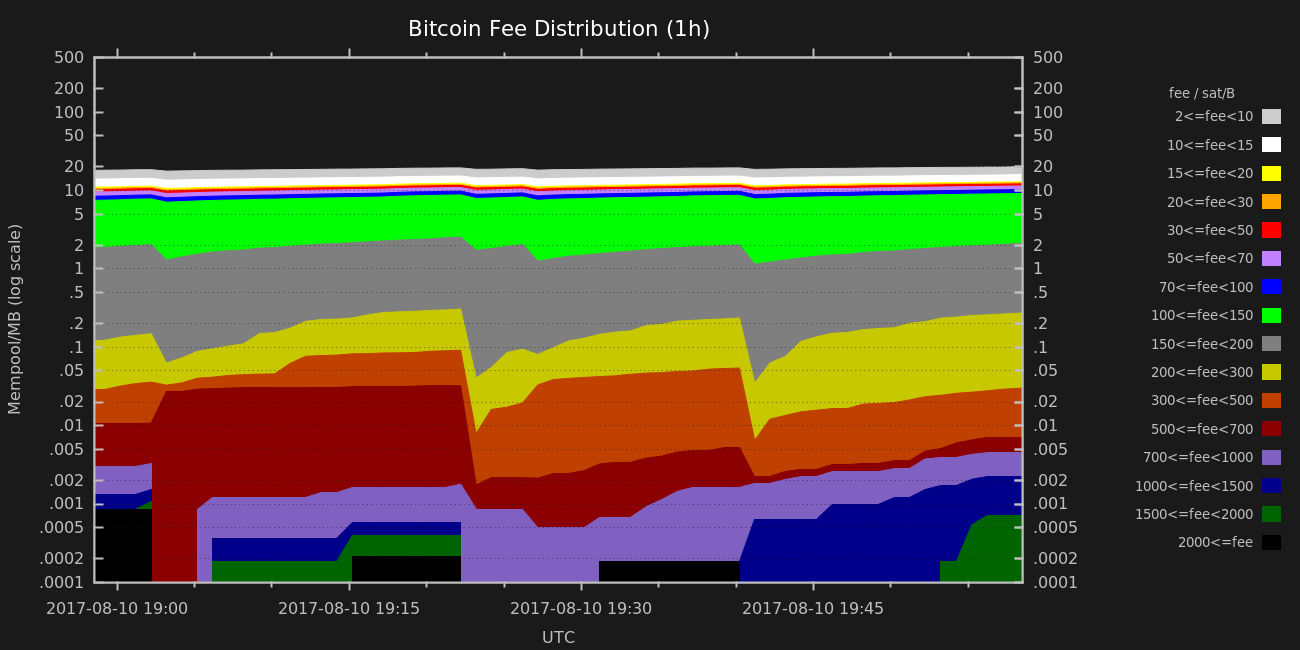 Bitcoin Fee Distribution (1h)
Mempool/MB (log scale)
500
200
100
50
20
10
5
2
1
.5
.2
.1
.05
.02
.01
.005
.002
.001
.0005
.0002
.0001
500
200
100
50
20
10
5
2
1
.5
.2
.1
.05
.02
.01
.005
.002
.001
.0005
.0002
.0001
2017-08-10 19:00 2017-08-10 19:15 2017-08-10 19:30 2017-08-10 19:45
UTC
fee / sat/B
2<=fee<10
10<=fee<15
15<=fee<20
20<=fee<30
30<=fee<50
50<=fee<70
70<=fee<100
100<=fee<150
150<=fee<200
200<=fee<300
300<=fee<500
500<=fee<700
700<=fee<1000
1000<=fee<1500
1500<=fee<2000
2000<=fee